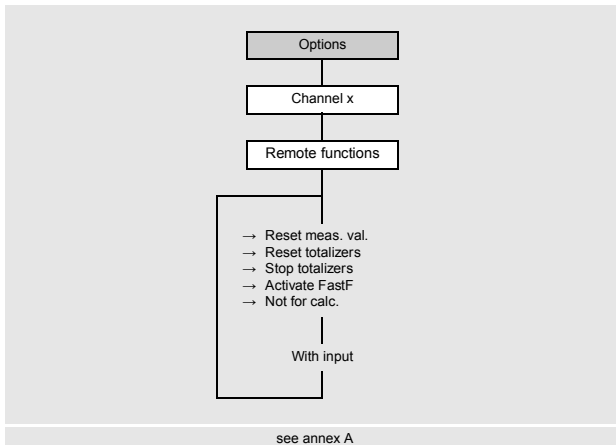 Options
Channel x
Remote functions
→ Reset meas. val.
→ Reset totalizers
→ Stop totalizers
→ Activate FastF
→ Not for calc.
With input
see annex A